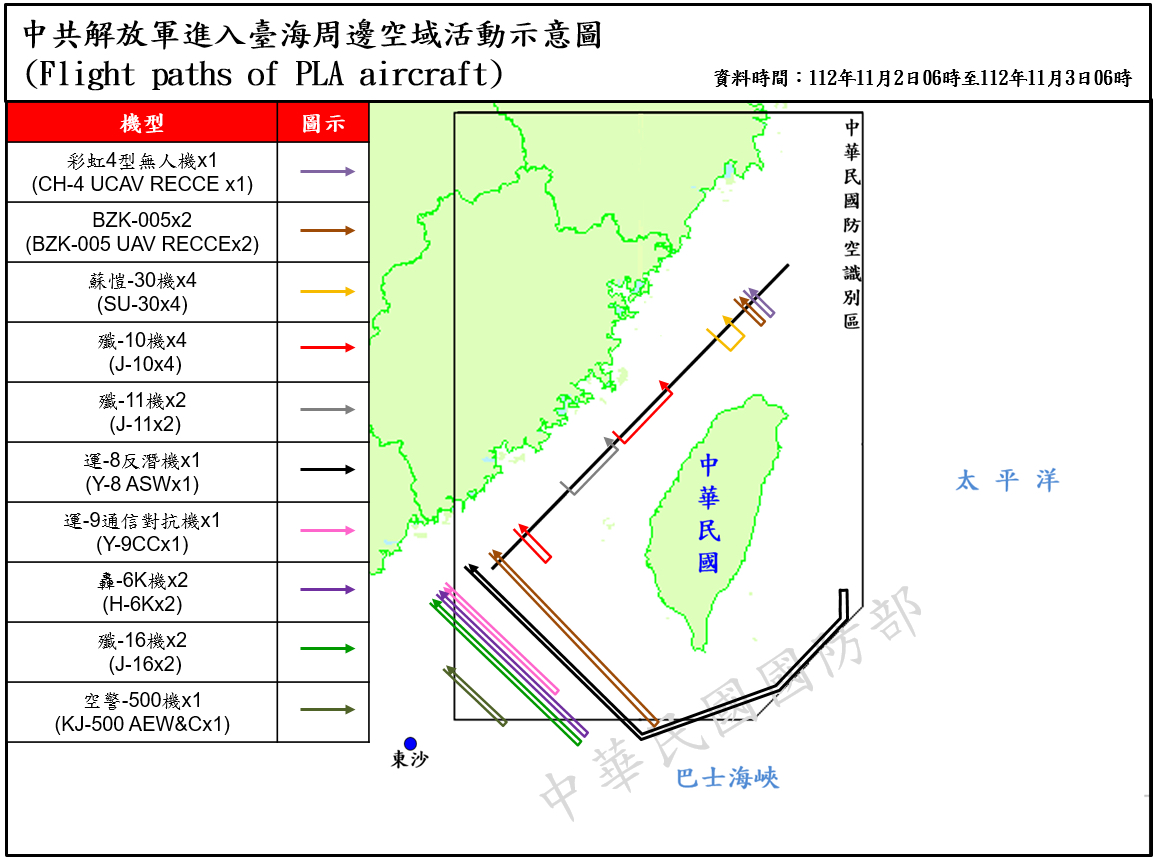 中共解放軍進入臺海周邊空域活動示意圖
(Flight paths of PLA aircraft)
資料時間：112年11月2日06時至112年11月3日06時
機型
圖示
彩虹4型無人機x1
(CH-4 UCAV RECCE x1)
BZK-005x2
(BZK-005 UAV RECCEx2)
蘇愷-30機x4
(SU-30x4)
殲-10機x4
(J-10x4)
殲-11機x2
(J-11x2)
運-8反潛機x1
(Y-8 ASWx1)
運-9通信對抗機x1
(Y-9CCx1)
轟-6K機x2
(H-6Kx2)
殲-16機x2
(J-16x2)
空警-500機x1
(KJ-500 AEW&Cx1)
中華民國防空識別區
中華民國
太平洋
巴士海峽
東沙
中華民國國防部